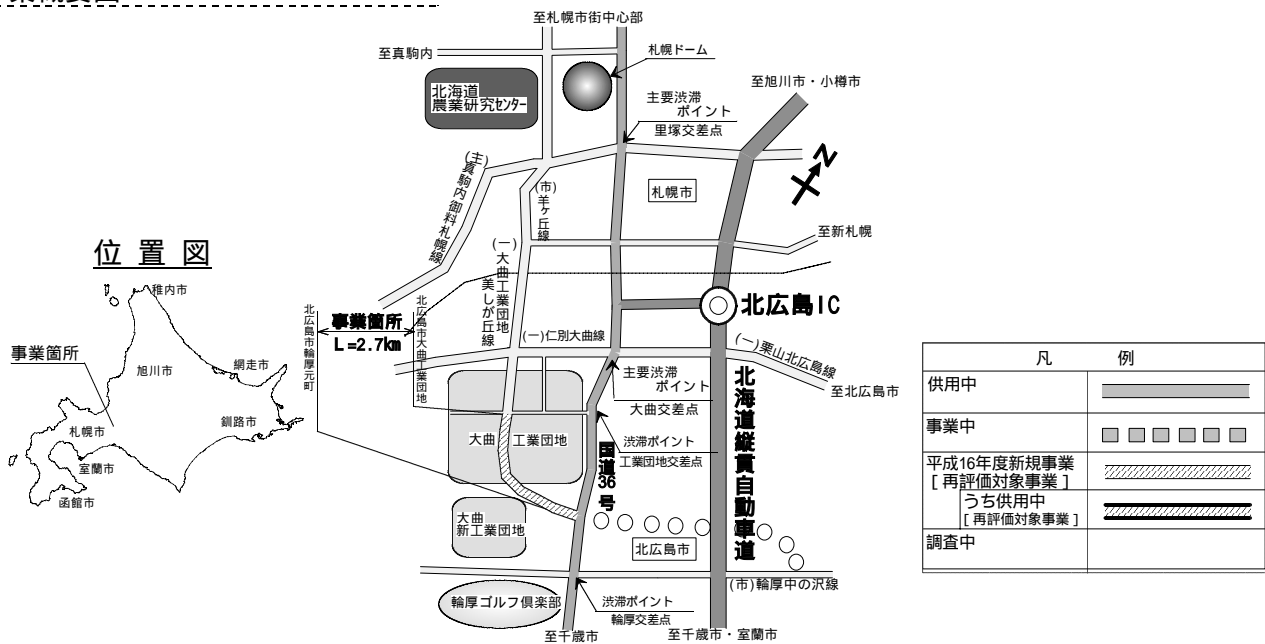 至札幌市街中心部
至真駒内
札幌ドーム
北海道
農業研究センター
至旭川市・小樽市
主要渋滞
ポイント
里塚交差点
N
(主)真駒内御料札幌線
(市)羊ヶ丘線
札幌市
至新札幌
位 置 図
稚内市
事業箇所
旭川市
網走市
札幌市
釧路市
室蘭市
函館市
北広島市輪厚元町
事業箇所
L=2.7km
北広島市大曲工業団地
(一)大曲工業団地
美しが丘線
北広島IC
(一)仁別大曲線
(一)栗山北広島線
至北広島市
主要渋滞
ポイント
大曲交差点
大曲
工業団地
渋滞ポイント
工業団地交差点
国道36号
北海道縦貫自動車道
大曲
新工業団地
北広島市
(市)輪厚中の沢線
輪厚ゴルフ倶楽部
渋滞ポイント
輪厚交差点
至千歳市
至千歳市・室蘭市
凡 例
供用中
事業中
平成16年度新規事業
[ 再評価対象事業 ]
うち供用中
[ 再評価対象事業 ]
調査中